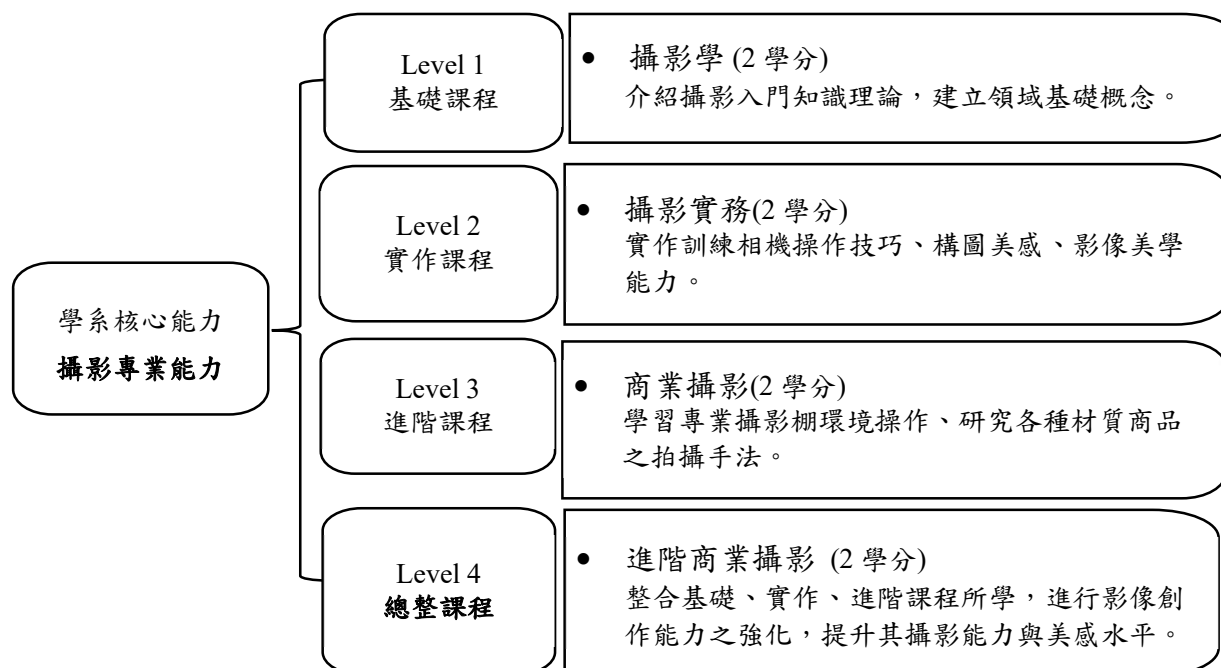 學系核心能力
攝影專業能力
Level 1
基礎課程
• 攝影學 (2 學分)
介紹攝影入門知識理論，建立領域基礎概念。
Level 2
實作課程
• 攝影實務(2 學分)
實作訓練相機操作技巧、構圖美感、影像美學
能力。
Level 3
進階課程
• 商業攝影(2 學分)
學習專業攝影棚環境操作、研究各種材質商品
之拍攝手法。
Level 4
總整課程
• 進階商業攝影 (2 學分)
整合基礎、實作、進階課程所學，進行影像創
作能力之強化，提升其攝影能力與美感水平。